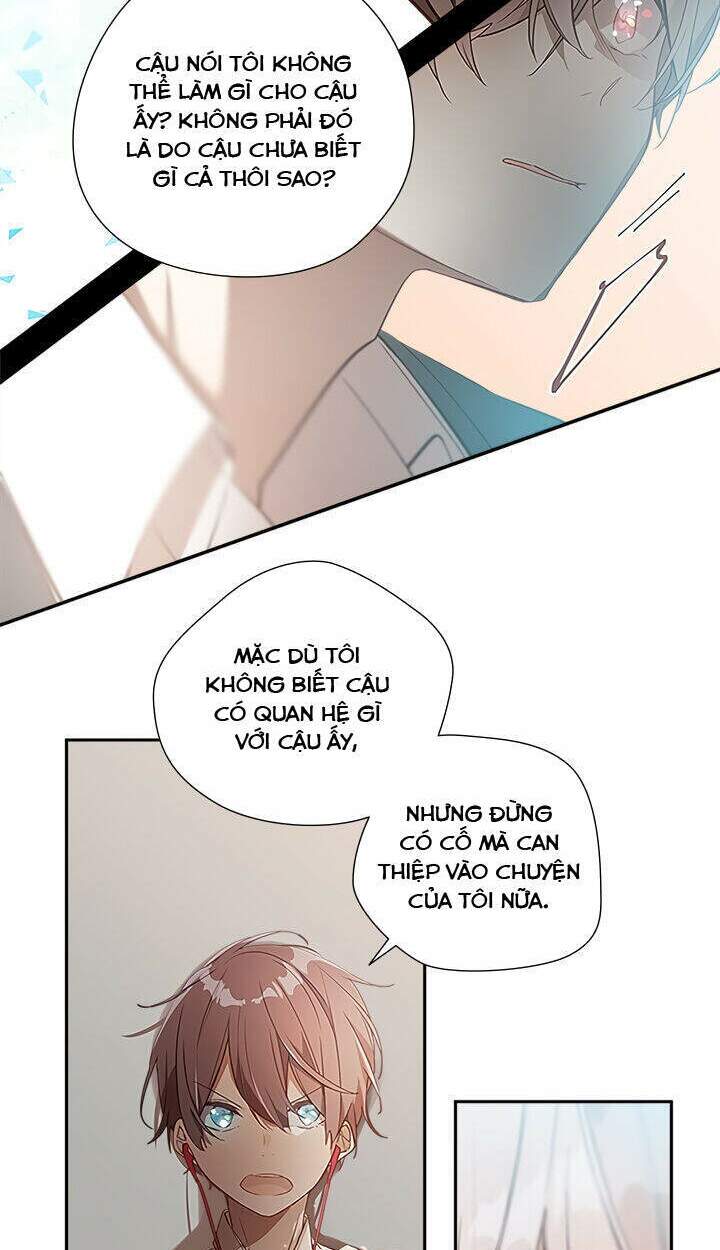 CẬU NÓI TÔI KHÔNG
THỂ LÀM GÌ CHO CẬU
ẤY? KHÔNG PHẢI ĐÓ
LÀ DO CẬU CHƯA BIẾT
GÌ CẢ THÔI SAO?
MẶC DÙ TÔI
KHÔNG BIẾT CẬU
CÓ QUAN HỆ GÌ
VỚI CẬU ẤY,
NHƯNG ĐỪNG
CÓ CỐ MÀ CAN
THIỆP VÀO CHUYỆN
CỦA TÔI NỮA.